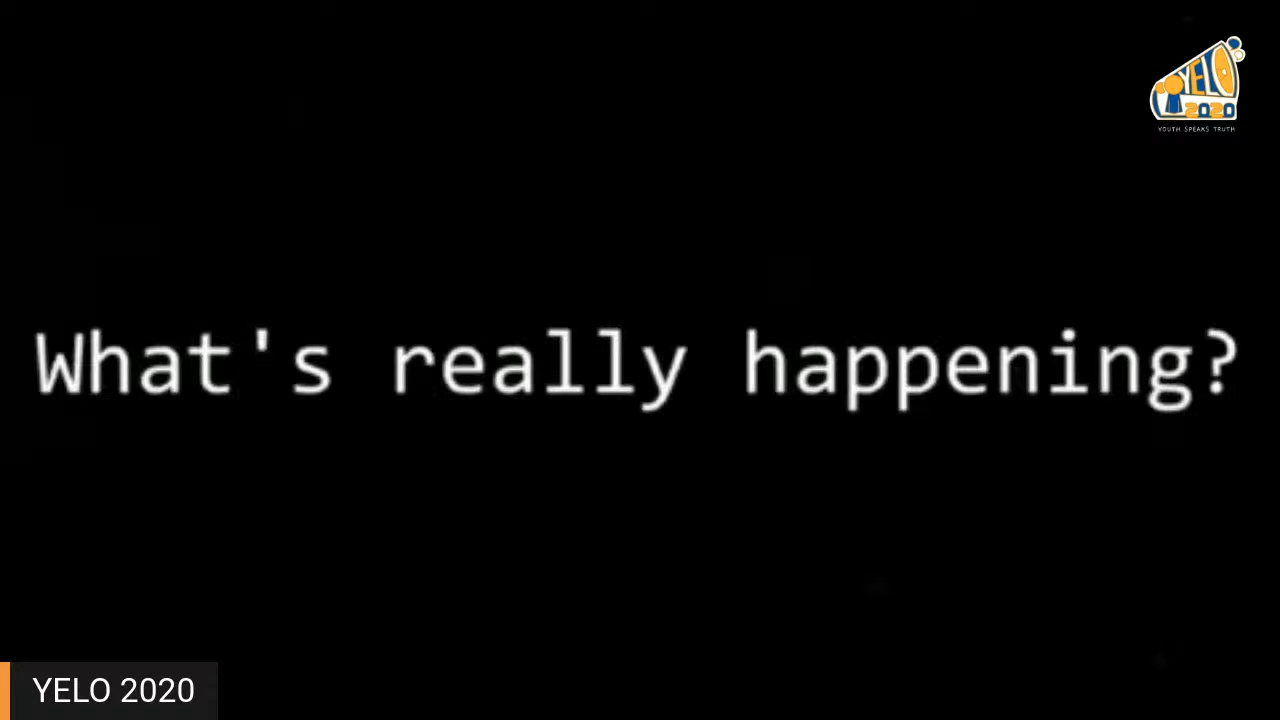 YELO
2020
YOUTH SPEAKS TRUTH
What's really happening?
YELO 2020